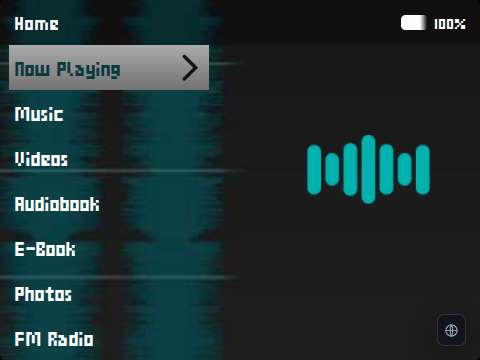 Home
100%
Now Playing
Music
Videos
Audiobook
E-Book
Photos
FM Radio